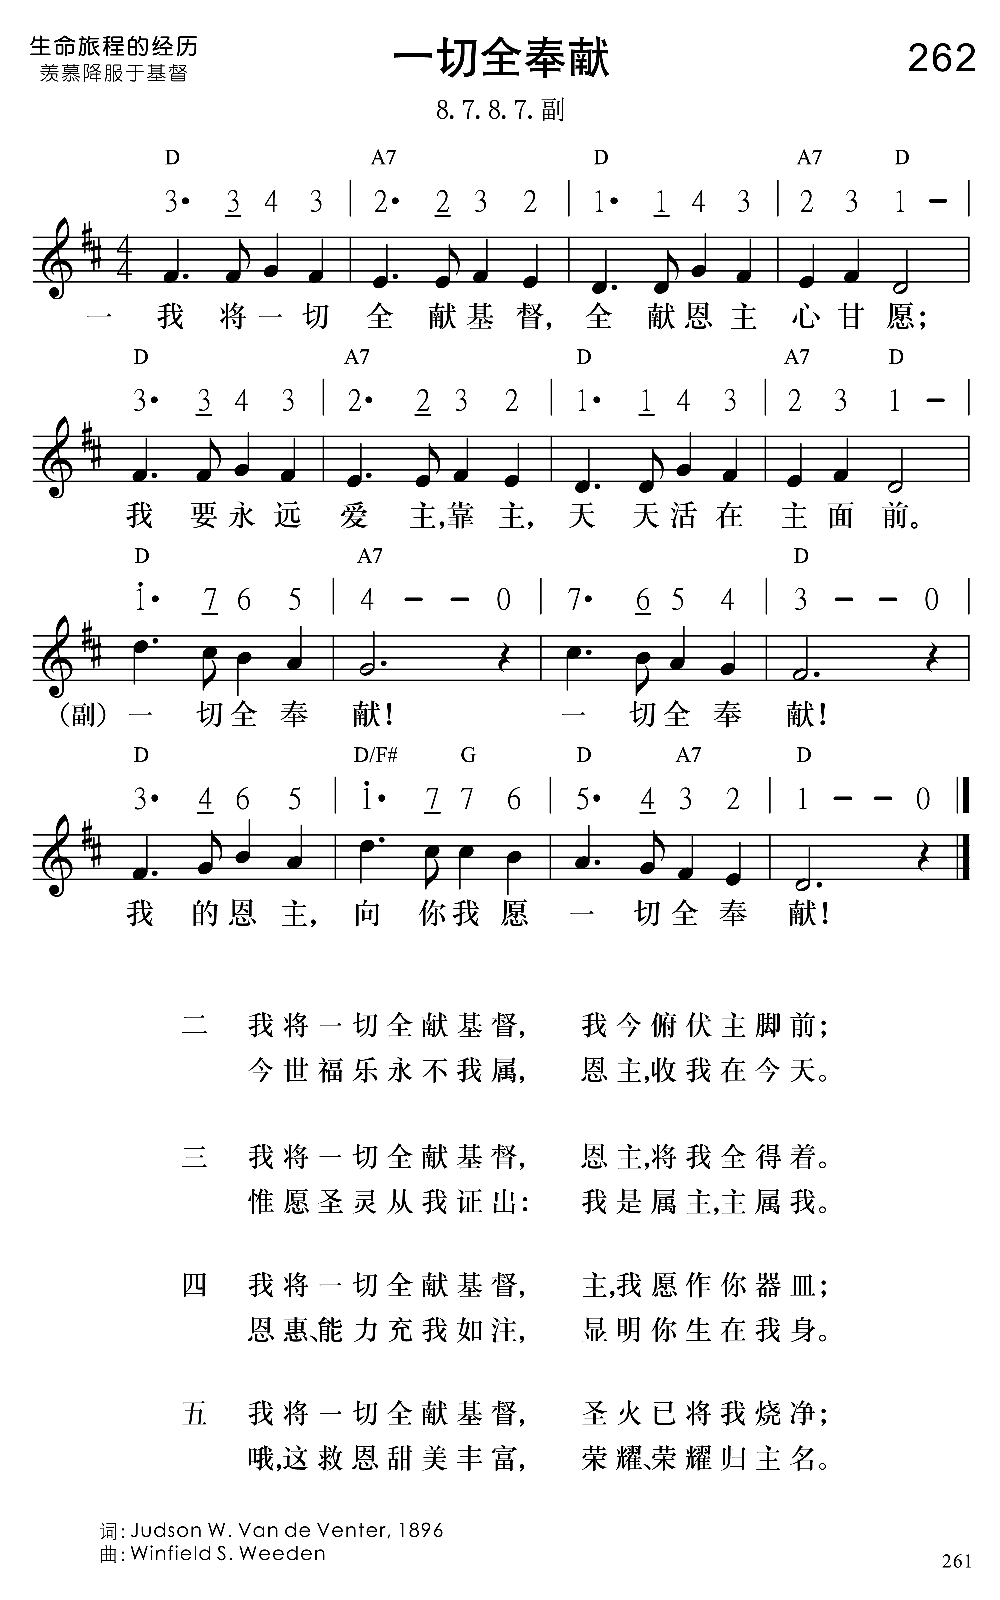 生命旅程的经历
羡慕降服于基督
一切全奉献
262
8.7.8.7.副
D A7 D A7 D
3• 3 4 3 | 2• 2 3 2 | 1• 1 4 3 | 2 3 1 – |
一 我 将 一 切 全 献 基 督, 全 献 恩 主 心 甘 愿;
D A7 D A7 D
3• 3 4 3 | 2• 2 3 2 | 1• 1 4 3 | 2 3 1 – |
我 要 永 远 爱 主,靠 主, 天 天 活 在 主 面 前。
D A7 D
1• 7 6 5 | 4 – – 0 | 7• 6 5 4 | 3 – – 0 |
(副) 一 切 全 奉 献! 一 切 全 奉 献!
D D/F# G D A7 D
3• 4 6 5 | 1• 7 7 6 | 5• 4 3 2 | 1 – – 0
我 的 恩 主, 向 你 我 愿 一 切 全 奉 献!
二 我将一切全献基督, 我今俯伏主脚前;
今世福乐永不我属, 恩主,收我在今天。
三 我将一切全献基督, 恩主,将我全得着。
惟愿圣灵从我证出: 我是属主,主属我。
四 我将一切全献基督, 主,我愿作你器皿;
恩惠、能力充我如注, 显明你生在我身。
五 我将一切全献基督, 圣火已将我烧净;
哦,这救恩甜美丰富, 荣耀、荣耀归主名。
词: Judson W. Van de Venter, 1896
曲: Winfield S. Weeden
261